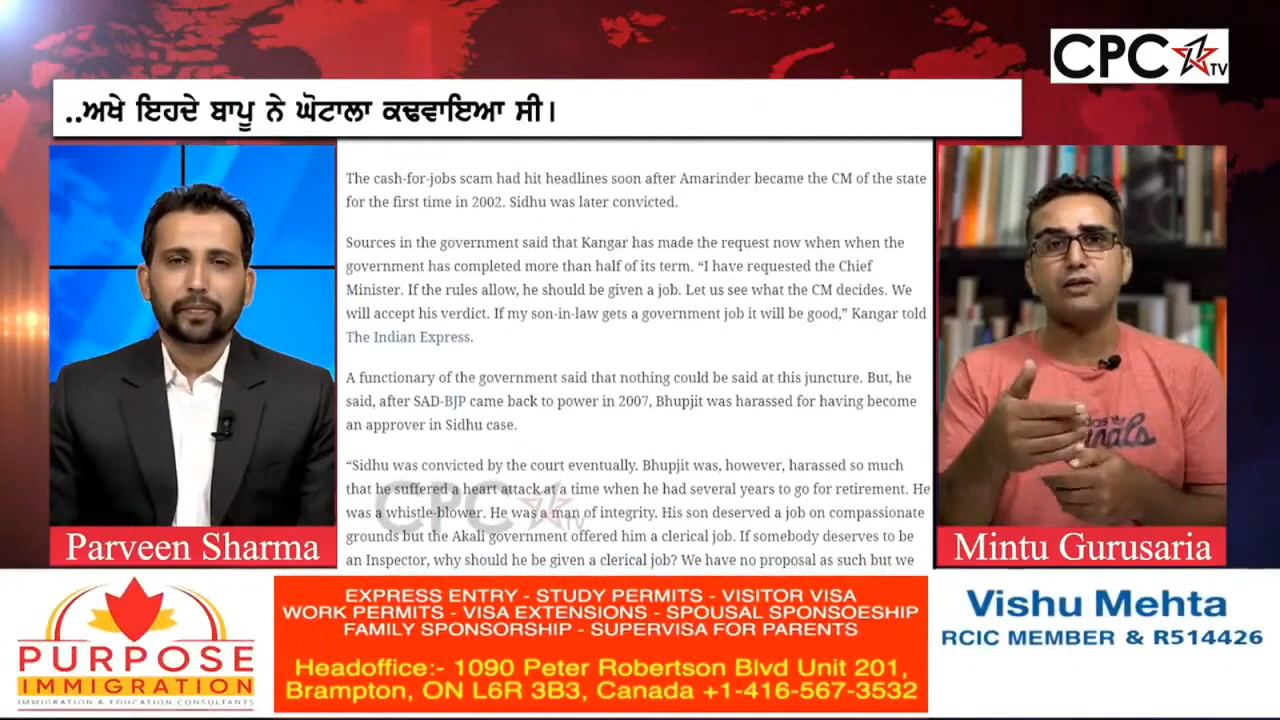 CPC TV
..ਅਖੇ ਇਹਦੇ ਬਾਪੂ ਨੇ ਘੋਟਾਲਾ ਕਢਵਾਇਆ ਸੀ।
The cash-for-jobs scam had hit headlines soon after Amarinder became the CM of the state
for the first time in 2002. Sidhu was later convicted.
Sources in the government said that Kangar has made the request now when when the
government has completed more than half of its term. “I have requested the Chief
Minister. If the rules allow, he should be given a job. Let us see what the CM decides. We
will accept his verdict. If my son-in-law gets a government job it will be good,” Kangar told
The Indian Express.
A functionary of the government said that nothing could be said at this juncture. But, he
said, after SAD-BJP came back to power in 2007, Bhupjit was harassed for having become
an approver in Sidhu case.
“Sidhu was convicted by the court eventually. Bhupjit was, however, harassed so much
that he suffered a heart attack at a time when he had several years to go for retirement. He
was a whistle-blower. He was a man of integrity. His son deserved a job on compassionate
grounds but the Akali government offered him a clerical job. If somebody deserves to be
an Inspector, why should he be given a clerical job? We have no proposal as such but we
CPC TV
adidas
Parveen Sharma
Mintu Gurusaria
PURPOSE
IMMIGRATION
IMMIGRATION & EDUCATION CONSULTANTS
EXPRESS ENTRY - STUDY PERMITS - VISITOR VISA
WORK PERMITS - VISA EXTENSIONS - SPOUSAL SPONSOESHIP
FAMILY SPONSORSHIP - SUPERVISA FOR PARENTS
Headoffice:- 1090 Peter Robertson Blvd Unit 201,
Brampton, ON L6R 3B3, Canada +1-416-567-3532
Vishu Mehta
RCIC MEMBER & R514426